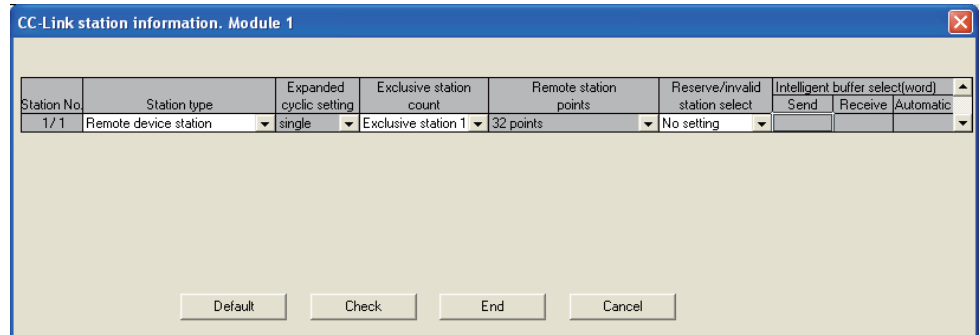 CC-Link station information. Module 1
Expanded Exclusive station Remote station Reserve/invalid Intelligent buffer select(word)
Station No. Station type cyclic setting count points station select Send Receive Automatic
1/ 1 Remote device station single Exclusive station 1 32 points No setting
Default Check End Cancel